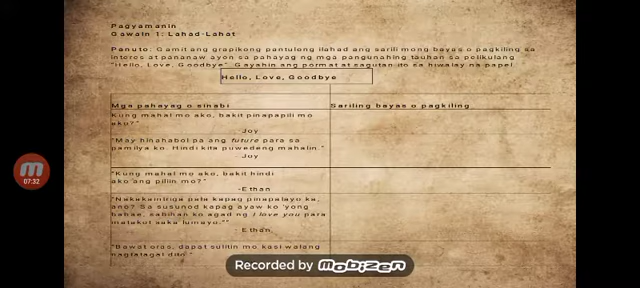 Pagyamanin
Gawain 1: Lahad-Lahat
Panuto: Gamit ang grapikong pantulong ilahad ang sarili mong bayas o pagkiling sa
interes at pananaw ayon sa pahayag ng mga pangunahing tauhan sa pelikulang
"Hello, Love, Goodbye". Gayahin ang pormat at sagutan ito sa hiwalay na papel.
Hello, Love, Goodbye
Mga pahayag o sinabi
Sariling bayas o pagkiling
Kung mahal mo ako, bakit pinapapili mo
ako?"
Joy
"May hinahabol pa ang future para sa
pamilya ko. Hindi kita puwedeng mahalin."
Joy
"Kung mahal mo ako, bakit hindi
ako ang piliin mo?"
-Ethan
"Nakakainiga pala kapag pinapalayo ka,
ano? Sa susunod kapag ayaw ko 'yong
babae, sabihan ko agad ng I love you para
matakot saka lumayo."
- Ethan
"Bawat oras, dapat sulitin mo kasi walang
nagtatagal dito"
07:32
Recorded by mobizen